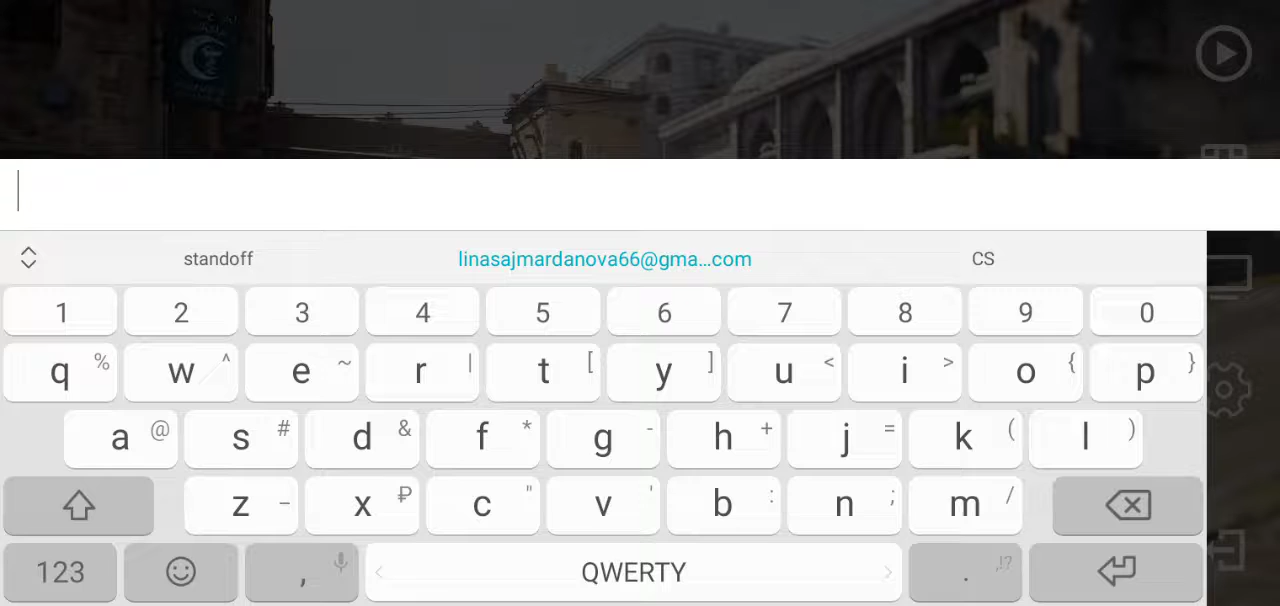 standoff linasajmardanova66@gma...com CS
1 2 3 4 5 6 7 8 9 0
q % w ^ e ~ r | t [ y ] u < i > o { p }
a @ s # d & f * g - h + j = k ( l )
z _ x ₽ c " v ' b : n ; m /
123 , QWERTY . ,!?